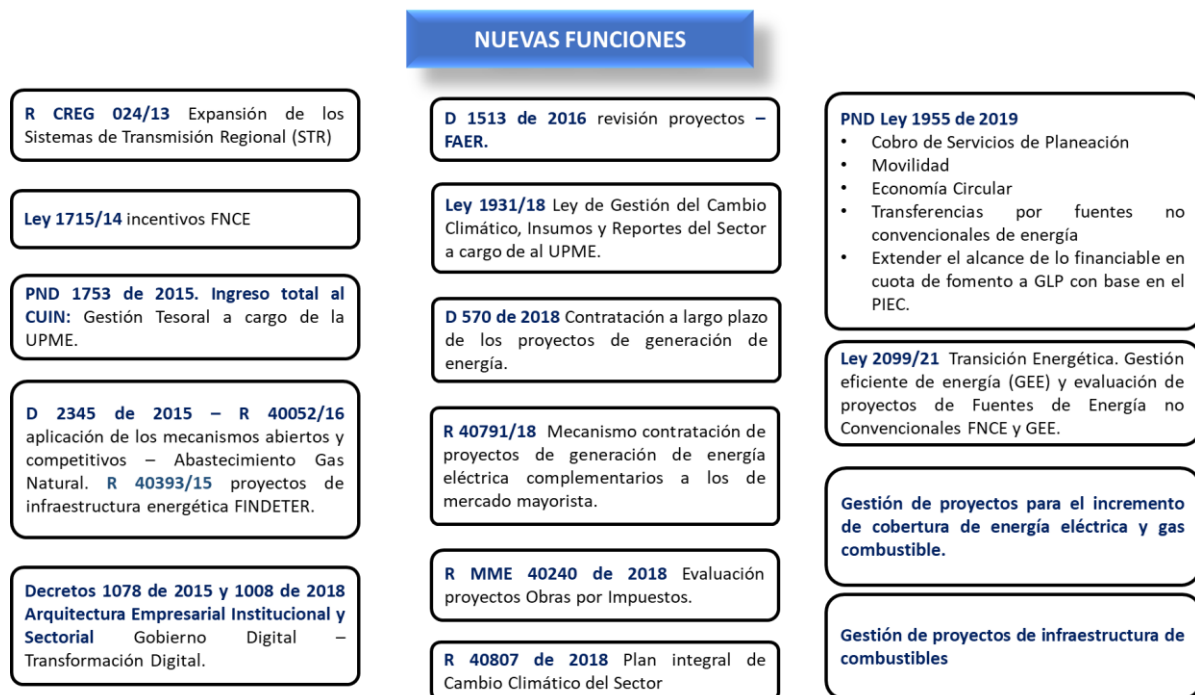 NUEVAS FUNCIONES
R CREG 024/13 Expansión de los
Sistemas de Transmisión Regional (STR)
Ley 1715/14 incentivos FNCE
PND 1753 de 2015. Ingreso total al
CUIN: Gestión Tesoral a cargo de la
UPME.
D 2345 de 2015 – R 40052/16
aplicación de los mecanismos abiertos y
competitivos – Abastecimiento Gas
Natural. R 40393/15 proyectos de
infraestructura energética FINDETER.
Decretos 1078 de 2015 y 1008 de 2018
Arquitectura Empresarial Institucional y
Sectorial Gobierno Digital –
Transformación Digital.
D 1513 de 2016 revisión proyectos –
FAER.
Ley 1931/18 Ley de Gestión del Cambio
Climático, Insumos y Reportes del Sector
a cargo de al UPME.
D 570 de 2018 Contratación a largo plazo
de los proyectos de generación de
energía.
R 40791/18 Mecanismo contratación de
proyectos de generación de energía
eléctrica complementarios a los de
mercado mayorista.
R MME 40240 de 2018 Evaluación
proyectos Obras por Impuestos.
R 40807 de 2018 Plan integral de
Cambio Climático del Sector
PND Ley 1955 de 2019
• Cobro de Servicios de Planeación
• Movilidad
• Economía Circular
• Transferencias por fuentes no
convencionales de energía
• Extender el alcance de lo financiable en
cuota de fomento a GLP con base en el
PIEC.
Ley 2099/21 Transición Energética. Gestión
eficiente de energía (GEE) y evaluación de
proyectos de Fuentes de Energía no
Convencionales FNCE y GEE.
Gestión de proyectos para el incremento
de cobertura de energía eléctrica y gas
combustible.
Gestión de proyectos de infraestructura de
combustibles